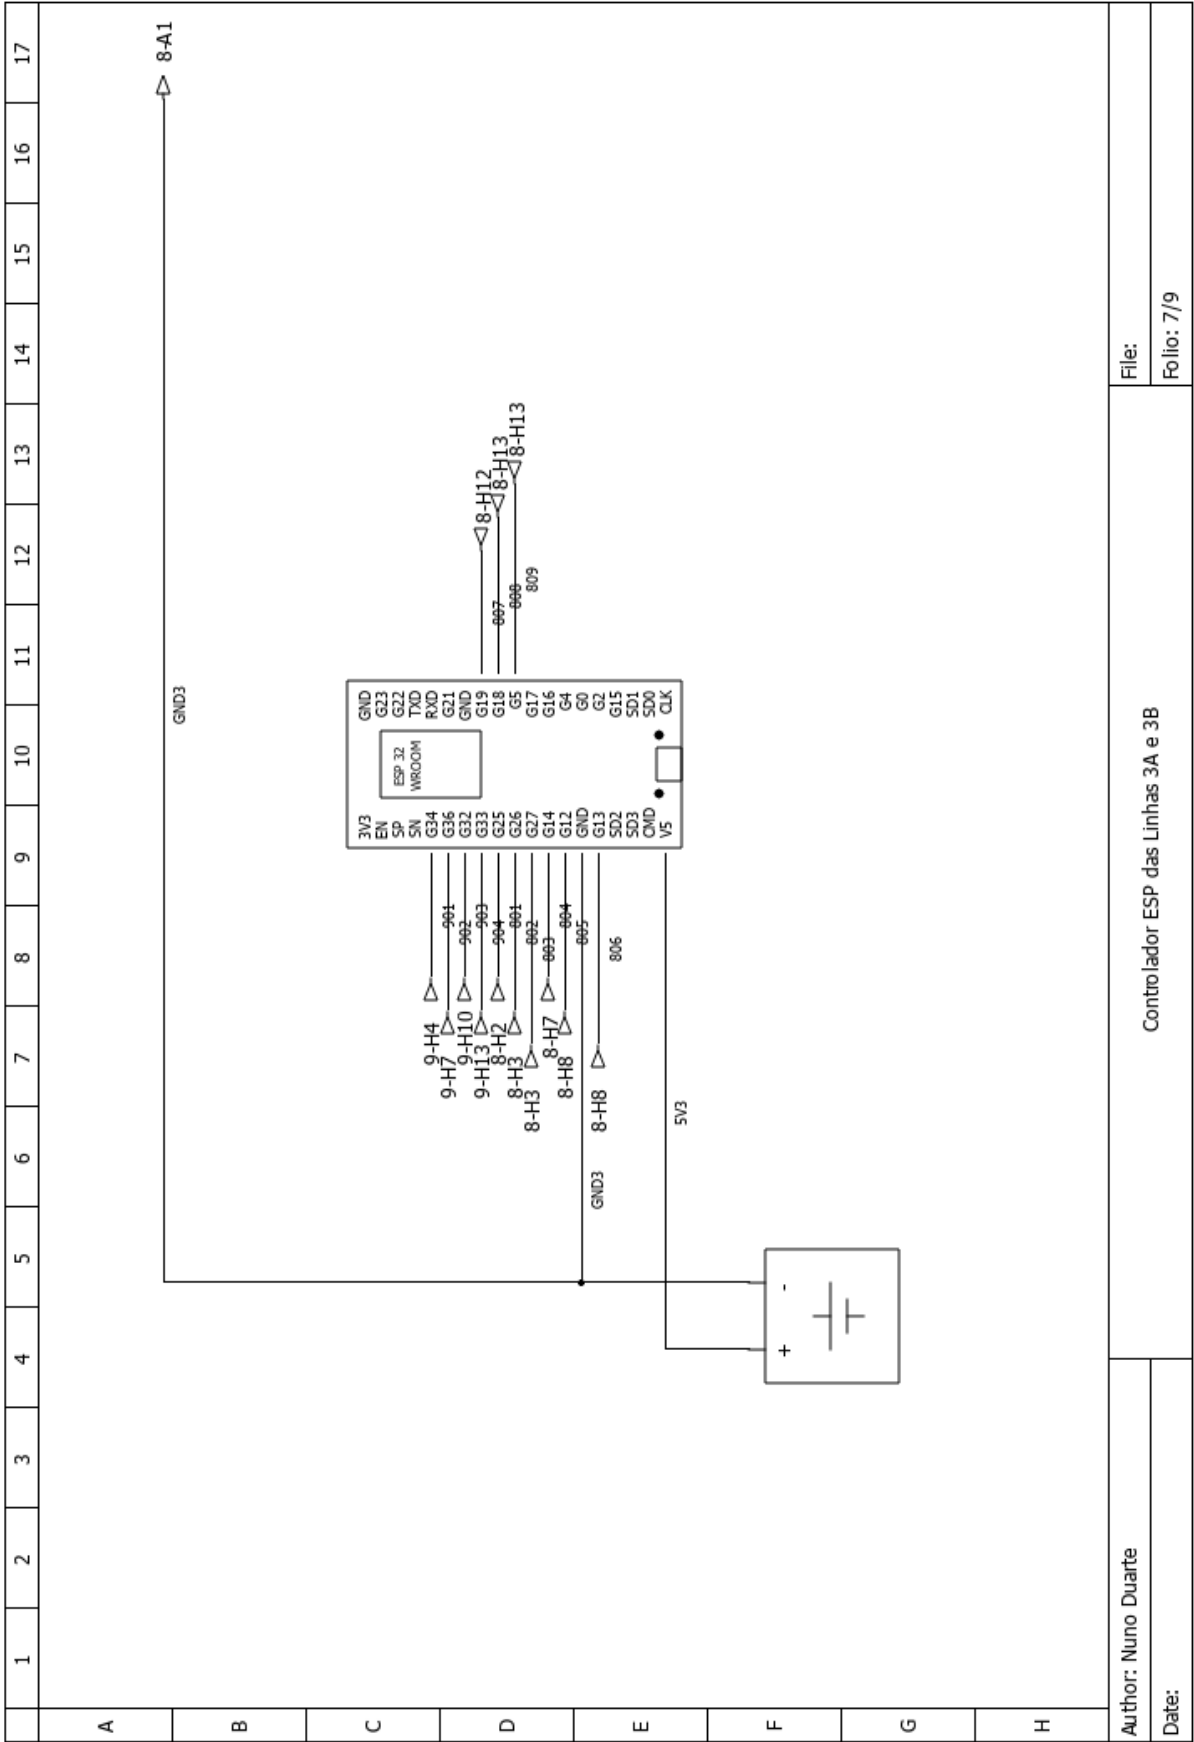 1 2 3 4 5 6 7 8 9 10 11 12 13 14 15 16 17
A
B
C
D
E
F
G
H
8-A1
GND3
ESP 32
WROOM
3V3
EN
SP
SN
G34
G36
G32
G33
G25
G26
G27
G14
G12
GND
G13
SD2
SD3
CMD
V5
GND
G23
G22
TXD
RXD
G21
GND
G19
G18
G5
G17
G16
G4
G0
G2
G15
SD1
SD0
CLK
9-H4
9-H7
9-H10
9-H13
8-H2
8-H3
8-H3
8-H7
8-H8
8-H8
901
902
903
904
801
802
803
804
805
806
8-H12
8-H13
8-H13
807
808
809
GND3
5V3
+
-
Author: Nuno Duarte
Date:
Controlador ESP das Linhas 3A e 3B
File:
Folio: 7/9